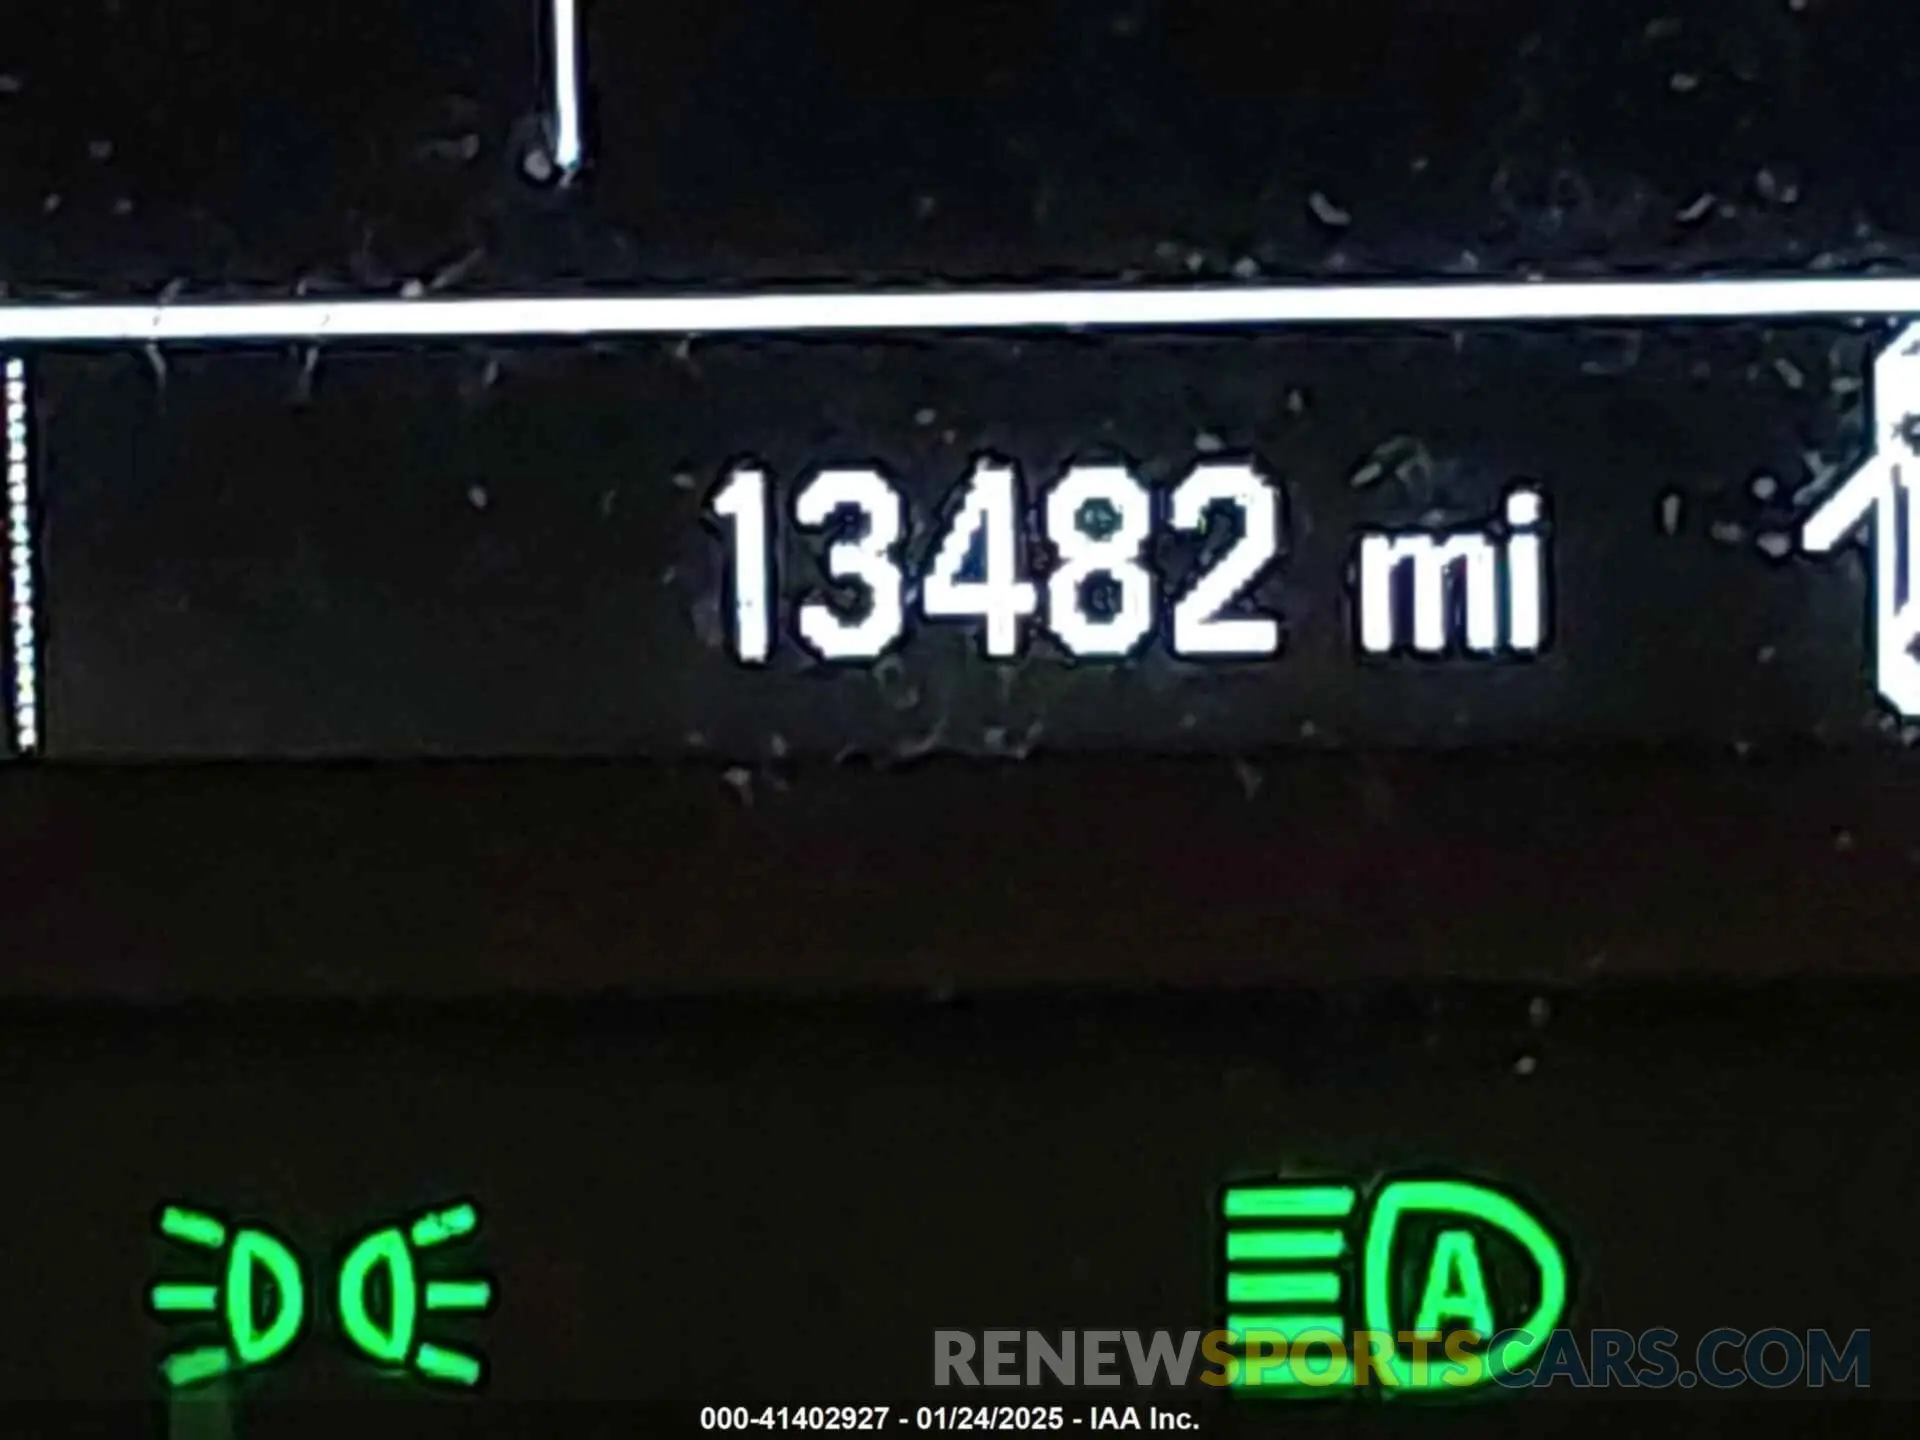 13482 mi
A
RENEWSPORTSCARS.COM
000-41402927 - 01/24/2025 - IAA Inc.